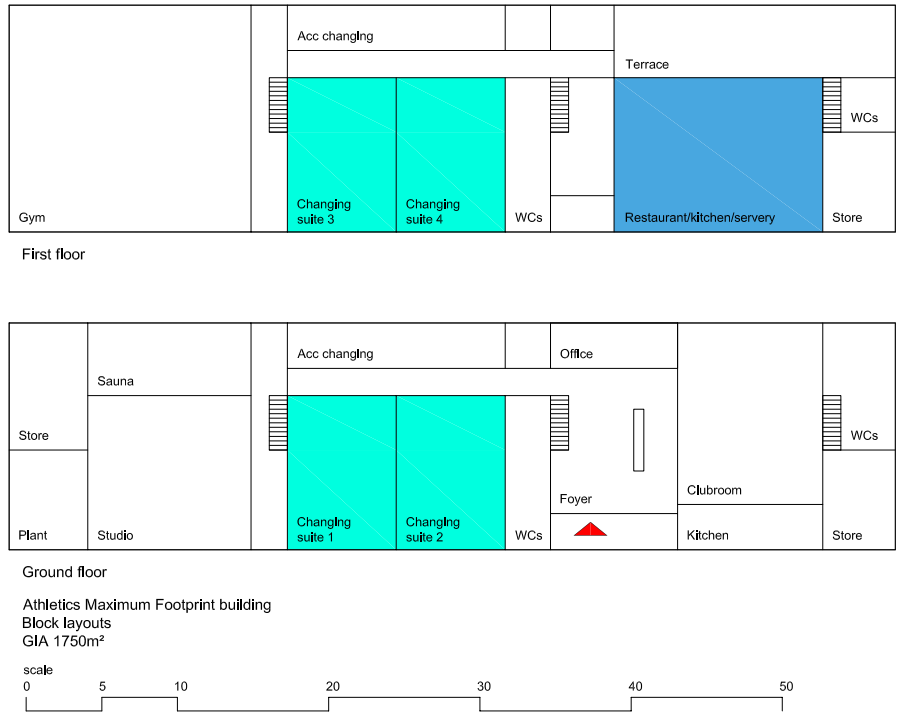 Acc changing
Terrace
WCs
Gym
Changing
suite 3
Changing
suite 4
WCs
Restaurant/kitchen/servery
Store
First floor
Acc changing
Office
Sauna
Store
WCs
Clubroom
Foyer
Plant
Studio
Changing
suite 1
Changing
suite 2
WCs
Kitchen
Store
Ground floor
Athletics Maximum Footprint building
Block layouts
GIA 1750m²
scale
0 5 10 20 30 40 50